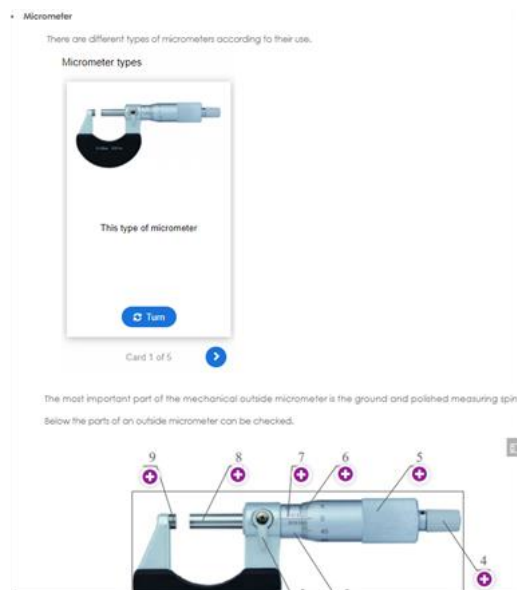 Micrometer
There are different types of micrometers according to their use.
Micrometer types
This type of micrometer
Turn
Card 1 of 5
The most important part of the mechanical outside micrometer is the ground and polished measuring spin
Below the parts of an outside micrometer can be checked.
9 8 7 6 5
4